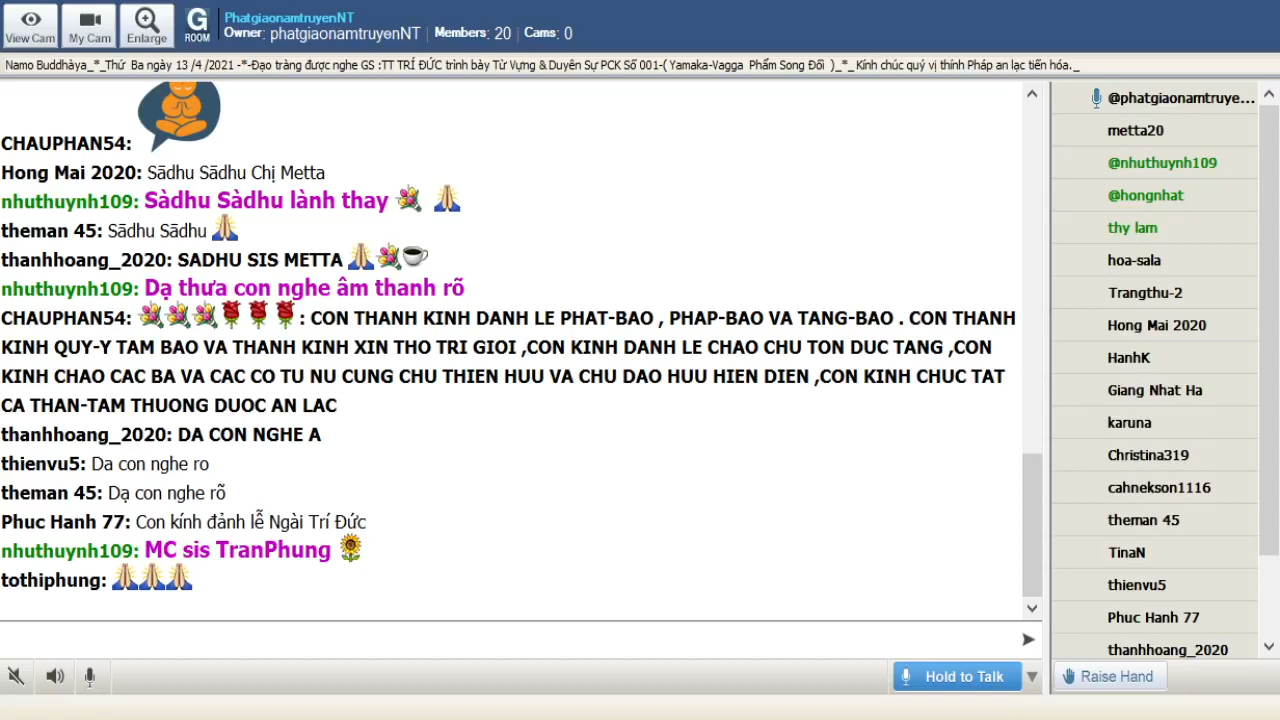 View Cam
My Cam
Enlarge
G
ROOM
PhatgiaonamtruyenNT
Owner: phatgiaonamtruyenNT | Members: 20 | Cams: 0
Namo Buddhàya_*_Thứ Ba ngày 13 /4 /2021 -*-Đạo tràng được nghe GS :TT TRÍ ĐỨC trình bày Từ Vựng & Duyên Sự PCK Số 001-( Yamaka-Vagga Phẩm Song Đối )_*_ Kính chúc quý vị thính Pháp an lạc tiến hóa._
CHAUPHAN54:
Hong Mai 2020: Sādhu Sādhu Chị Metta
nhuthuynh109: Sàdhu Sàdhu lành thay
theman 45: Sādhu Sādhu
thanhhoang_2020: SADHU SIS METTA
nhuthuynh109: Dạ thưa con nghe âm thanh rõ
CHAUPHAN54: : CON THANH KINH DANH LE PHAT-BAO , PHAP-BAO VA TANG-BAO . CON THANH
KINH QUY-Y TAM BAO VA THANH KINH XIN THO TRI GIOI ,CON KINH DANH LE CHAO CHU TON DUC TANG ,CON
KINH CHAO CAC BA VA CAC CO TU NU CUNG CHU THIEN HUU VA CHU DAO HUU HIEN DIEN ,CON KINH CHUC TAT
CA THAN-TAM THUONG DUOC AN LAC
thanhhoang_2020: DA CON NGHE A
thienvu5: Da con nghe ro
theman 45: Dạ con nghe rõ
Phuc Hanh 77: Con kính đảnh lễ Ngài Trí Đức
nhuthuynh109: MC sis TranPhung
tothiphung:
Hold to Talk
@phatgiaonamtruye...
metta20
@nhuthuynh109
@hongnhat
thy lam
hoa-sala
Trangthu-2
Hong Mai 2020
HanhK
Giang Nhat Ha
karuna
Christina319
cahnekson1116
theman 45
TinaN
thienvu5
Phuc Hanh 77
thanhhoang_2020
Raise Hand